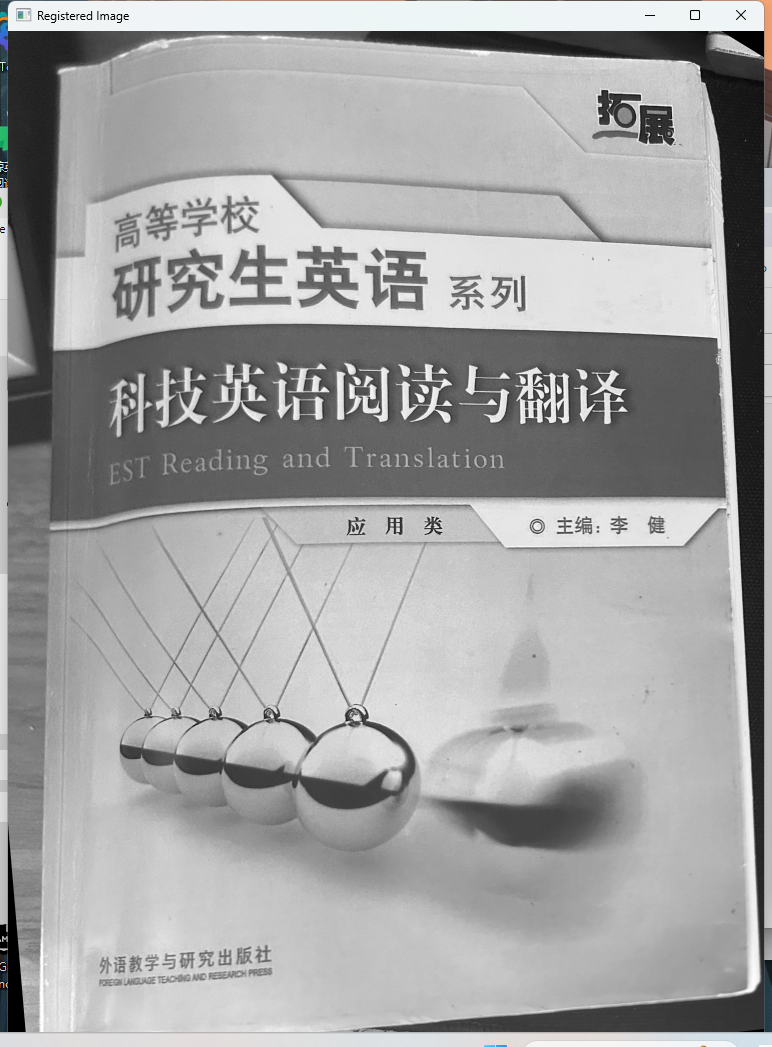 Registered Image
拓展
高等学校
研究生英语 系列
科技英语阅读与翻译
EST Reading and Translation
应用类
◎ 主编：李 健
外语教学与研究出版社
FOREIGN LANGUAGE TEACHING AND RESEARCH PRESS